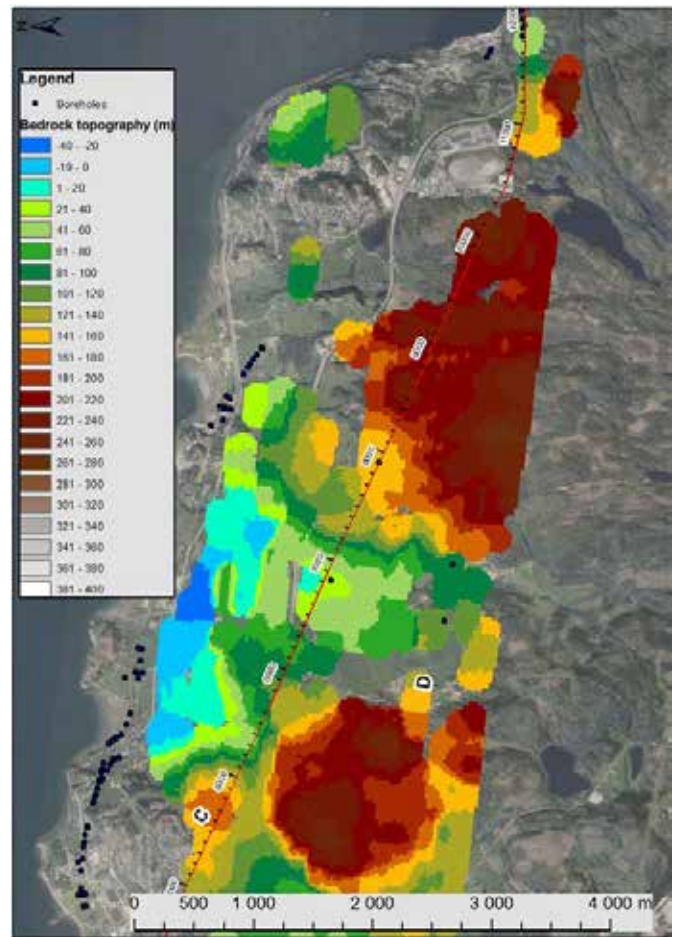 N
Legend
Boreholes
Bedrock topography (m)
-40 - -20
-19 - 0
1 - 20
21 - 40
41 - 60
61 - 80
81 - 100
101 - 120
121 - 140
141 - 160
161 - 180
181 - 200
201 - 220
221 - 240
241 - 260
261 - 280
281 - 300
301 - 320
321 - 340
341 - 360
361 - 380
381 - 400
D
C
0 500 1 000 2 000 3 000 4 000 m